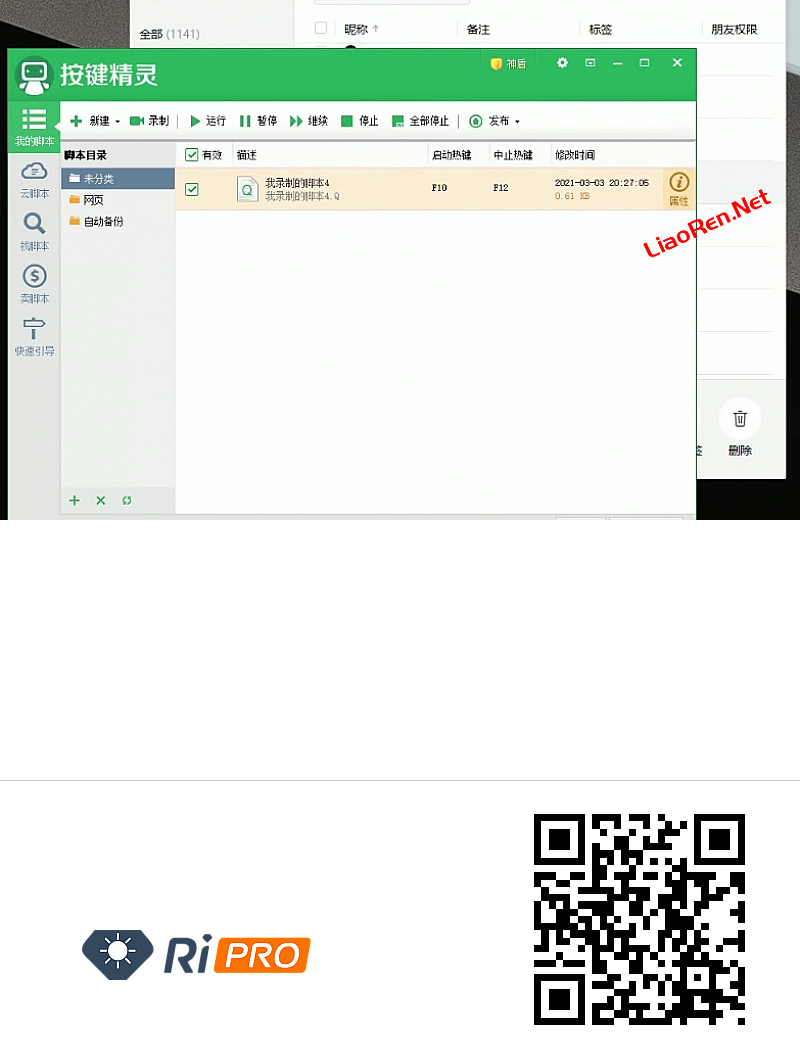 全部 (1141)
昵称 ↑
备注
标签
朋友权限
按键精灵
神盾
新建
录制
运行
暂停
继续
停止
全部停止
发布
我的脚本
云脚本
找脚本
卖脚本
快速引导
脚本目录
未分类
网页
自动备份
有效
描述
启动热键
中止热键
修改时间
我录制的脚本4
我录制的脚本4.Q
F10
F12
2021-03-03 20:27:05
0.61 KB
属性
LiaoRen.Net
删除
Ri PRO